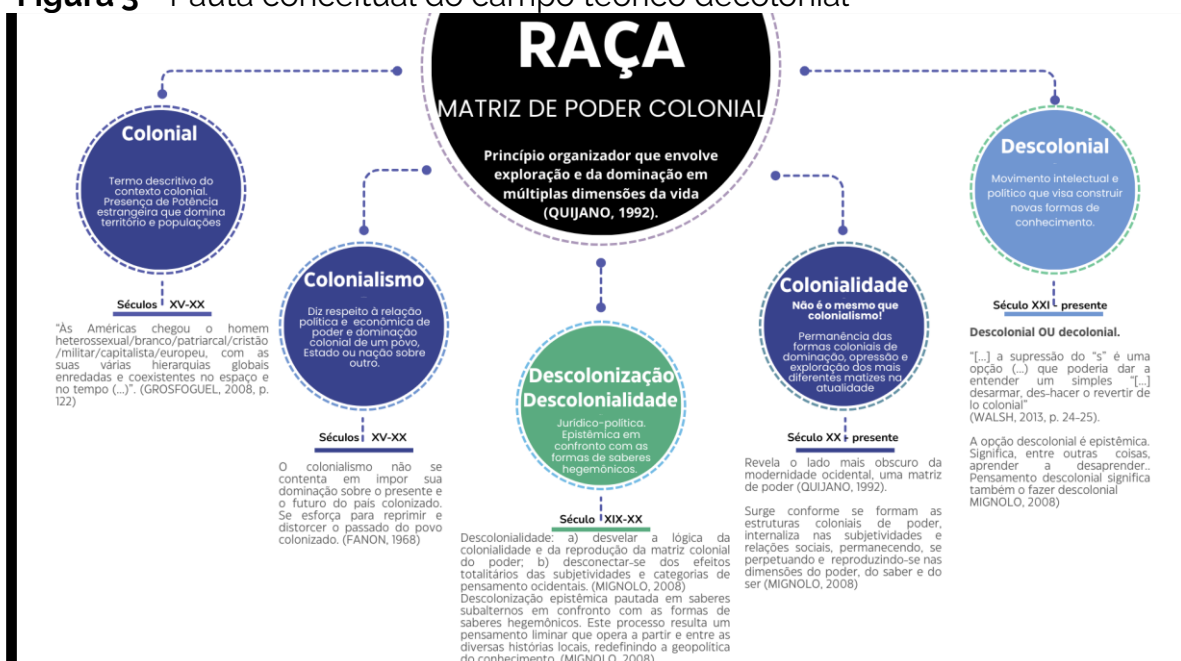 Figura 3 - Pauta conceitual do campo teórico decolonial
RAÇA
MATRIZ DE PODER COLONIAL
Princípio organizador que envolve
exploração e da dominação em
múltiplas dimensões da vida
(QUIJANO, 1992).
Colonial
Termo descritivo do
contexto colonial.
Presença de Potência
estrangeira que domina
território e populações
Séculos XV-XX
"Às Américas chegou o homem
heterossexual/branco/patriarcal/cristão
/militar/capitalista/europeu, com as
suas várias hierarquias globais
enredadas e coexistentes no espaço e
no tempo (...)". (GROSFOGUEL, 2008, p.
122)
Colonialismo
Diz respeito à relação
política e econômica de
poder e dominação
colonial de um povo,
Estado ou nação sobre
outro.
Séculos XV-XX
O colonialismo não se
contenta em impor sua
dominação sobre o presente e
o futuro do país colonizado.
Se esforça para reprimir e
distorcer o passado do povo
colonizado. (FANON, 1968)
Descolonização
Descolonialidade
Jurídico-política.
Epistêmica em
confronto com as
formas de saberes
hegemônicos.
Século XIX-XX
Descolonialidade: a) desvelar a lógica da
colonialidade e da reprodução da matriz colonial
do poder; b) desconectar-se dos efeitos
totalitários das subjetividades e categorias de
pensamento ocidentais. (MIGNOLO, 2008)
Descolonização epistêmica pautada em saberes
subalternos em confronto com as formas de
saberes hegemônicos. Este processo resulta um
pensamento liminar que opera a partir e entre as
diversas histórias locais, redefinindo a geopolítica
do conhecimento. (MIGNOLO, 2008)
Colonialidade
Não é o mesmo que
colonialismo!
Permanência das
formas coloniais de
dominação, opressão e
exploração dos mais
diferentes matizes na
atualidade
Século XX - presente
Revela o lado mais obscuro da
modernidade ocidental, uma matriz
de poder (QUIJANO, 1992).
Surge conforme se formam as
estruturas coloniais de poder,
internaliza nas subjetividades e
relações sociais, permanecendo, se
perpetuando e reproduzindo-se nas
dimensões do poder, do saber e do
ser (MIGNOLO, 2008)
Descolonial
Movimento intelectual e
político que visa construir
novas formas de
conhecimento.
Século XXI - presente
Descolonial OU decolonial.
"[...] a supressão do "s" é uma
opção (...) que poderia dar a
entender um simples "[...]
desarmar, des-hacer o revertir de
lo colonial"
(WALSH, 2013, p. 24-25).
A opção descolonial é epistêmica.
Significa, entre outras coisas,
aprender a desaprender..
Pensamento descolonial significa
também o fazer descolonial
MIGNOLO, 2008)